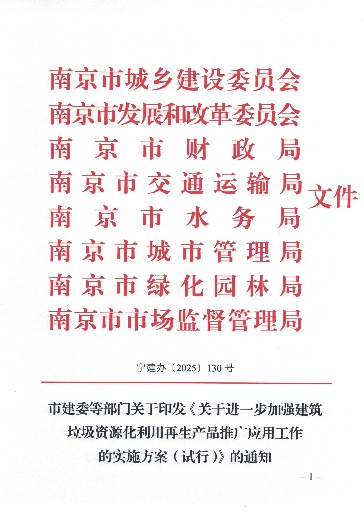 南京市城乡建设委员会
南京市发展和改革委员会
南京市财政局
南京市交通运输局
南京市水务局
南京市城市管理局
南京市绿化园林局
南京市市场监督管理局
文件
宁建办〔2025〕130号
市建委等部门关于印发《关于进一步加强建筑
垃圾资源化利用再生产品推广应用工作
的实施方案（试行）》的通知
—1—